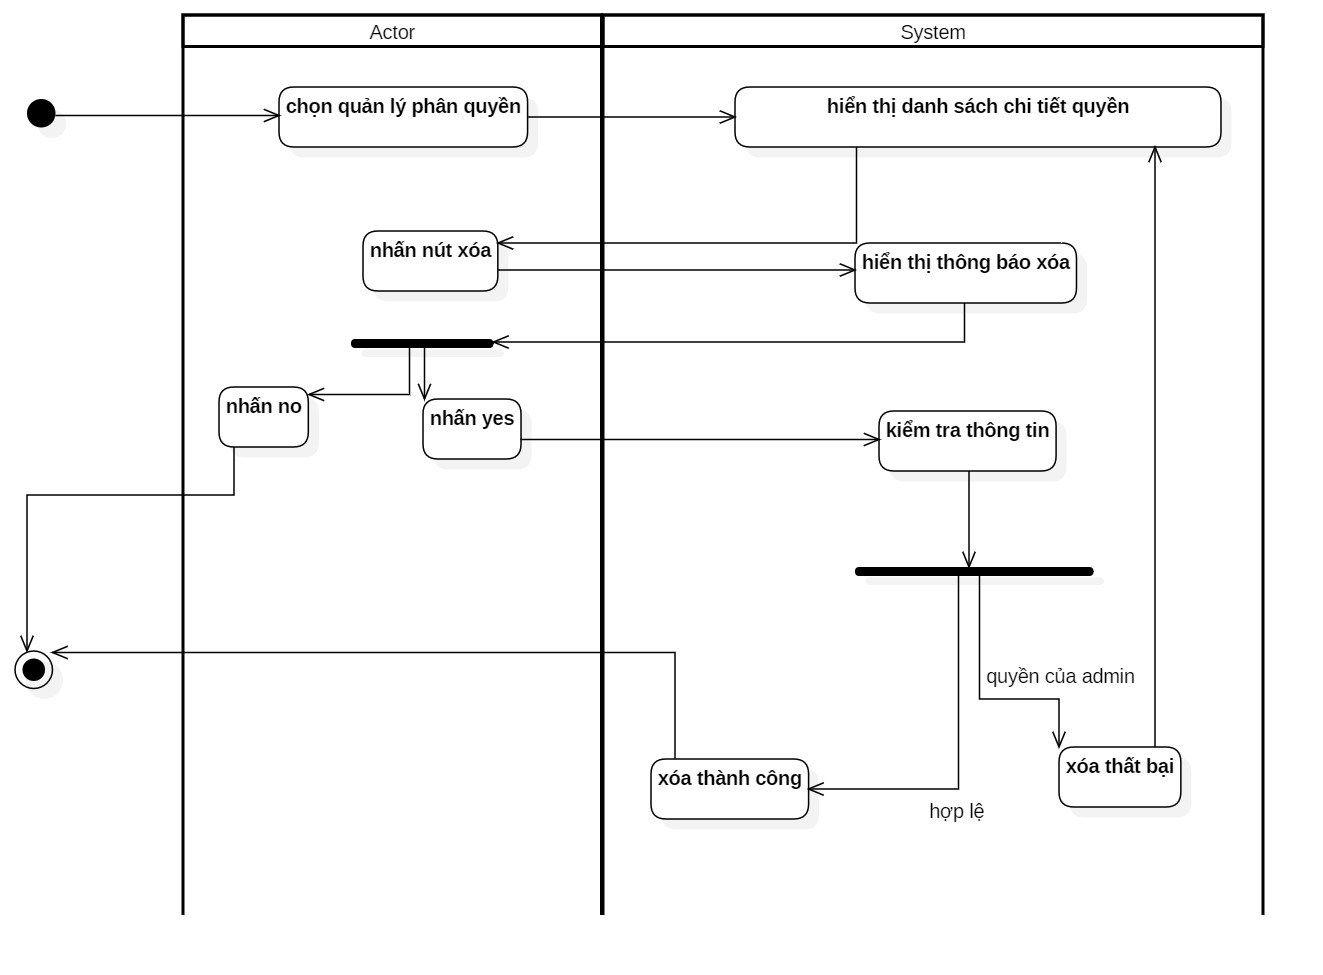 Actor
System
chọn quản lý phân quyền
hiển thị danh sách chi tiết quyền
nhấn nút xóa
hiển thị thông báo xóa
nhấn no
nhấn yes
kiểm tra thông tin
quyền của admin
xóa thất bại
xóa thành công
hợp lệ